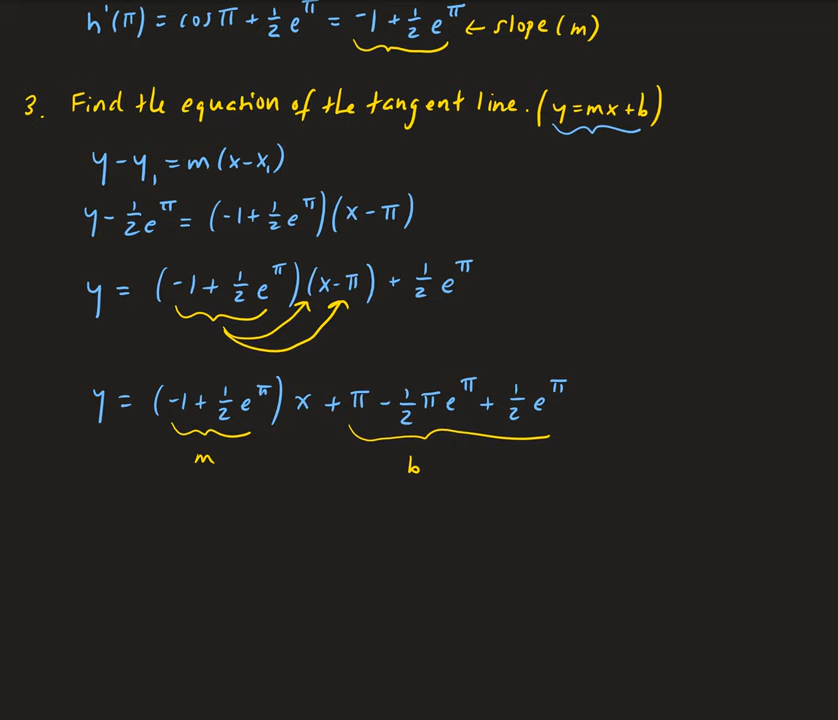 h'(π) = cos π + 1/2 e^π = -1 + 1/2 e^π ← slope (m)
3. Find the equation of the tangent line. (y=mx+b)
y - y₁ = m (x-x₁)
y - 1/2 e^π = (-1 + 1/2 e^π)(x - π)
y = (-1 + 1/2 e^π)(x-π) + 1/2 e^π
y = (-1 + 1/2 e^π) x + π - 1/2 π e^π + 1/2 e^π
m b